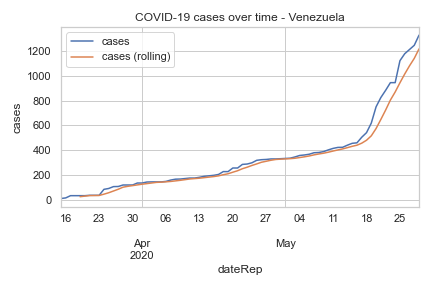 COVID-19 cases over time - Venezuela
cases
cases (rolling)
1200
1000
800
600
400
200
0
cases
16 23 30 06 13 20 27 04 11 18 25
Apr May
2020
dateRep